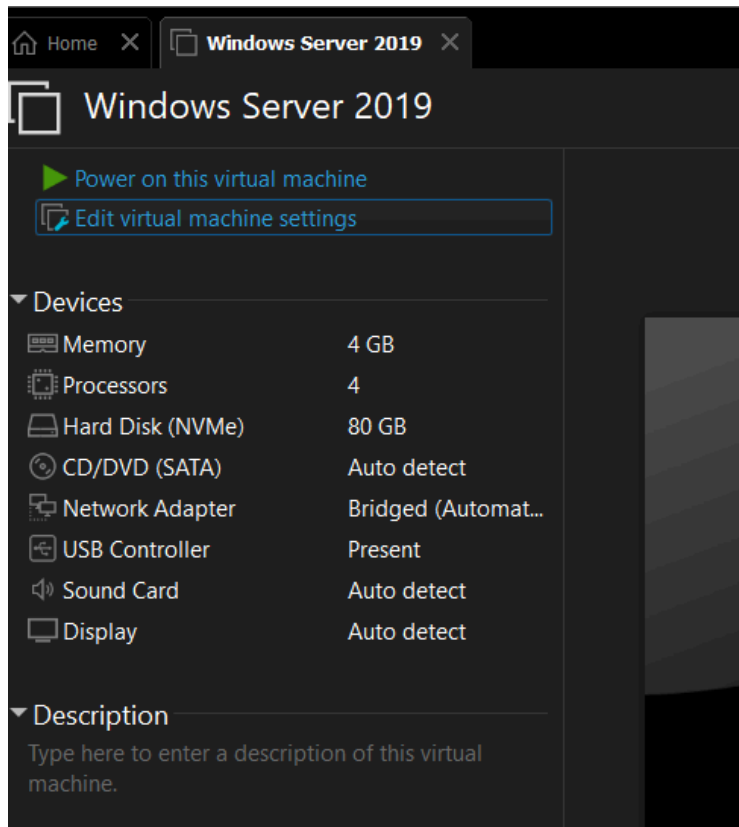 Home
Windows Server 2019
Windows Server 2019
Power on this virtual machine
Edit virtual machine settings
Devices
Memory 4 GB
Processors 4
Hard Disk (NVMe) 80 GB
CD/DVD (SATA) Auto detect
Network Adapter Bridged (Automat...
USB Controller Present
Sound Card Auto detect
Display Auto detect
Description
Type here to enter a description of this virtual
machine.